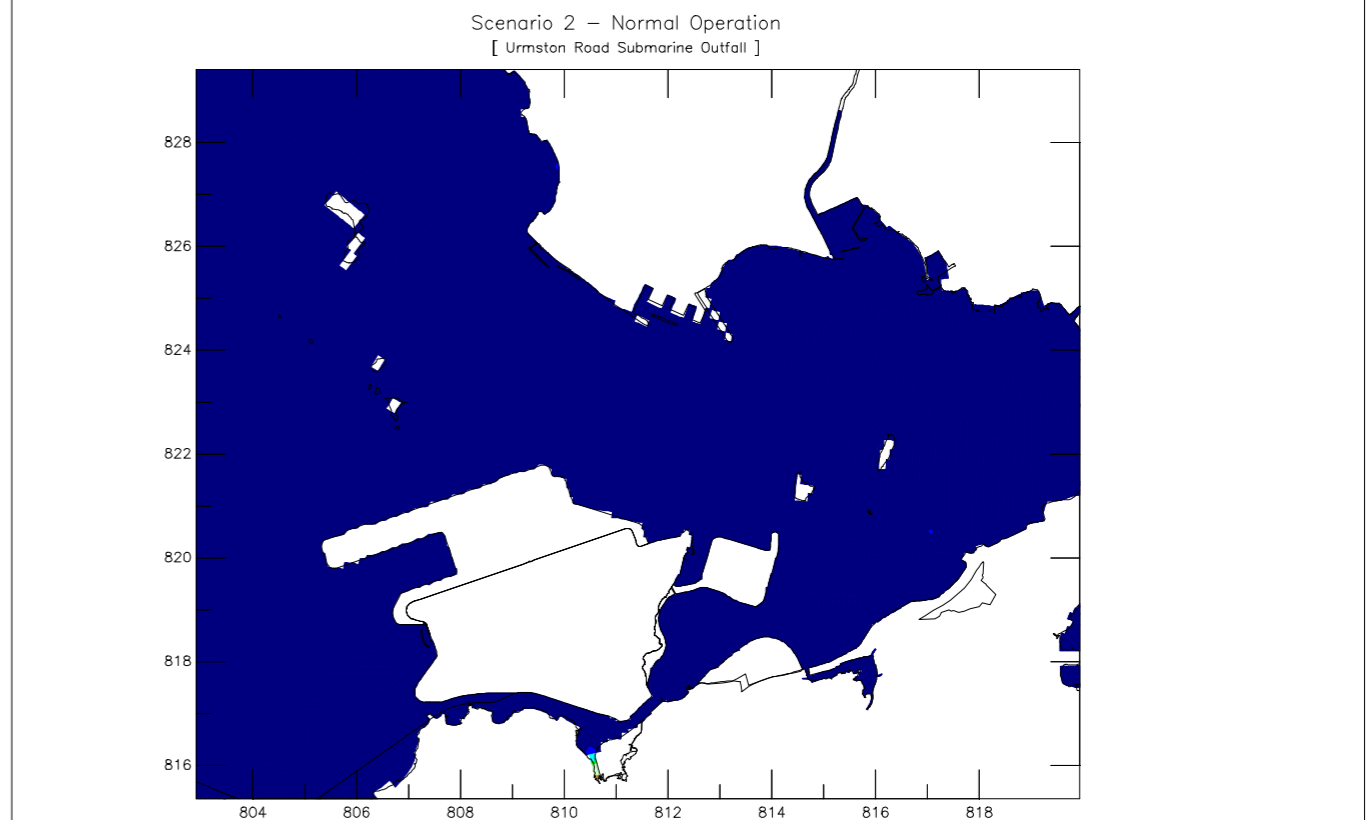 Scenario 2 – Normal Operation
[ Urmston Road Submarine Outfall ]
828
826
824
822
820
818
816
804 806 808 810 812 814 816 818